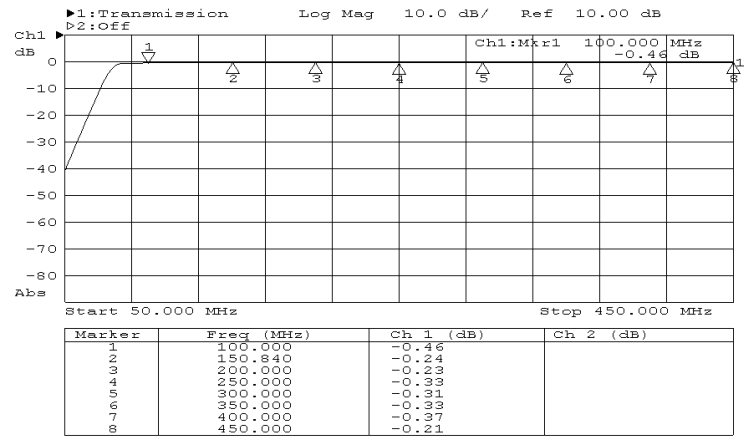 ▶1:Transmission Log Mag 10.0 dB/ Ref 10.00 dB
▷2:Off
Ch1 ▶
dB
Ch1:Mkr1 100.000 MHz
-0.46 dB
0
-10
-20
-30
-40
-50
-60
-70
-80
Abs
1 2 3 4 5 6 7 8 1
Start 50.000 MHz Stop 450.000 MHz
Marker Freq (MHz) Ch 1 (dB) Ch 2 (dB)
1 100.000 -0.46
2 150.840 -0.24
3 200.000 -0.23
4 250.000 -0.33
5 300.000 -0.31
6 350.000 -0.33
7 400.000 -0.37
8 450.000 -0.21